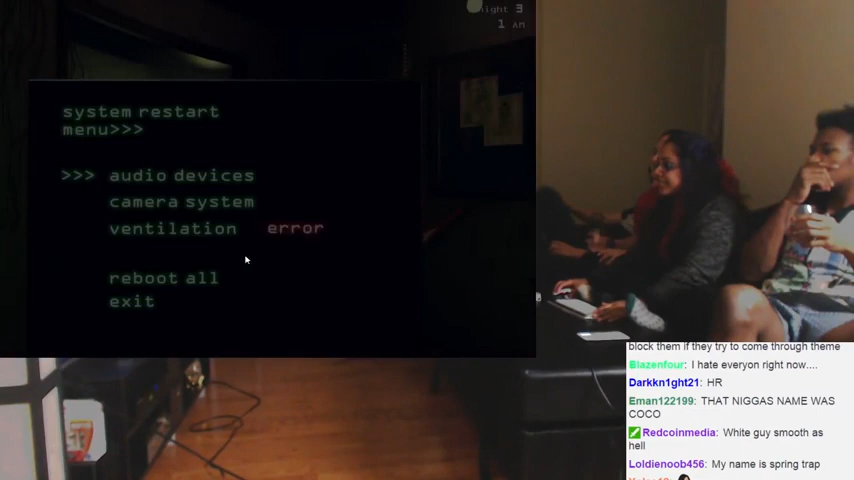 night 3
1 AM
system restart
menu>>>
>>> audio devices
camera system
ventilation error
reboot all
exit
block them if they try to come through theme
Blazenfour: I hate everyone right now....
Darkkn1ght21: HR
Eman122199: THAT NIGGAS NAME WAS
COCO
Redcoinmedia: White guy smooth as
hell
Loldienoob456: My name is spring trap